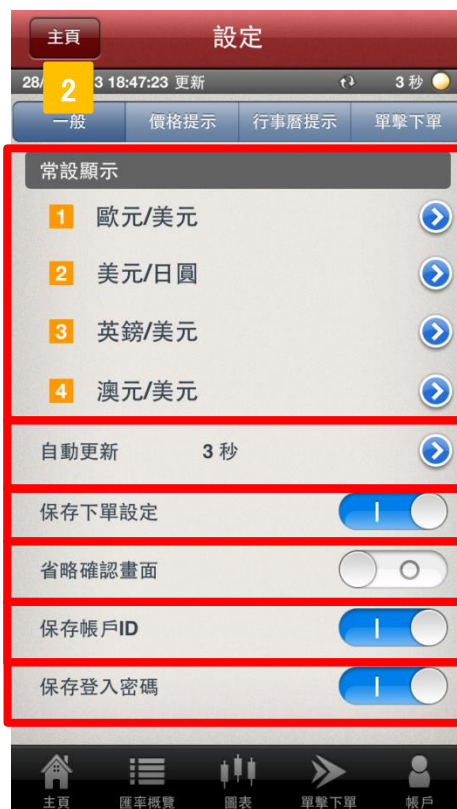 主頁
設定
28/ 3 18:47:23 更新 3 秒
2
一般 價格提示 行事曆提示 單擊下單
常設顯示
1 歐元/美元
2 美元/日圓
3 英鎊/美元
4 澳元/美元
自動更新 3 秒
保存下單設定
省略確認畫面
保存帳戶ID
保存登入密碼
主頁 匯率概覽 圖表 單擊下單 帳戶